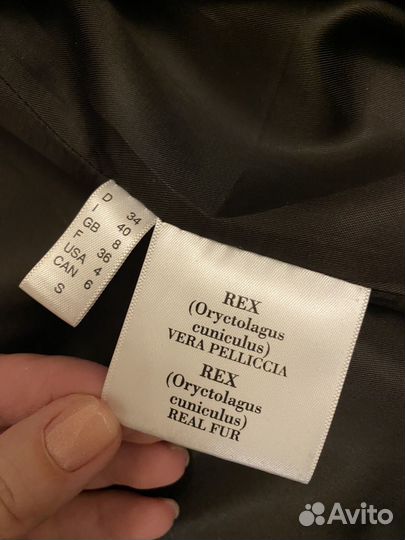 D 34
I 40
GB 8
F 36
USA 4
CAN 6
S
REX
(Oryctolagus
cuniculus)
VERA PELLICCIA
REX
(Oryctolagus
cuniculus)
REAL FUR
Avito